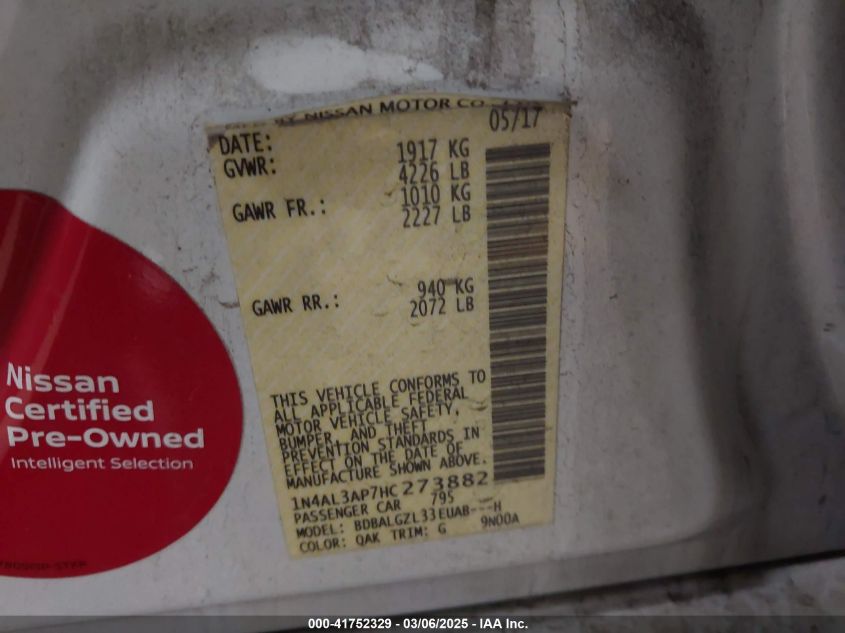 BY NISSAN MOTOR CO.
DATE: 05/17
GVWR: 1917 KG
4226 LB
GAWR FR.: 1010 KG
2227 LB
GAWR RR.: 940 KG
2072 LB
THIS VEHICLE CONFORMS TO
ALL APPLICABLE FEDERAL
MOTOR VEHICLE SAFETY,
BUMPER, AND THEFT
PREVENTION STANDARDS IN
EFFECT ON THE DATE OF
MANUFACTURE SHOWN ABOVE.
1N4AL3AP7HC273882
PASSENGER CAR 795
MODEL: BDBALGZL33EUAB---H
COLOR: QAK TRIM: G 9N00A
Nissan
Certified
Pre-Owned
Intelligent Selection
000-41752329 - 03/06/2025 - IAA Inc.